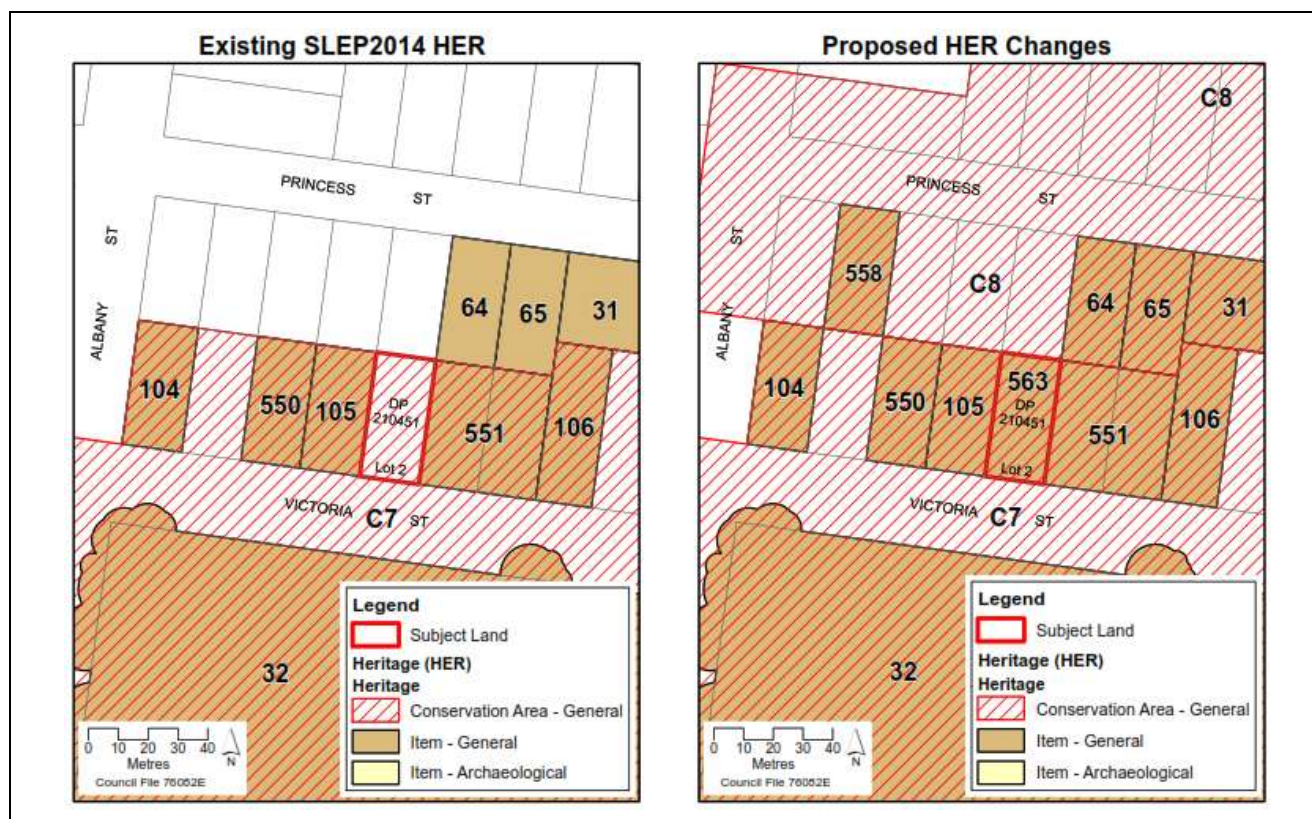 Existing SLEP2014 HER
PRINCESS ST
ALBANY ST
64
65
31
104
550
105
DP
210451
Lot 2
551
106
VICTORIA C7 ST
32
Legend
Subject Land
Heritage (HER)
Heritage
Conservation Area - General
Item - General
Item - Archaeological
0 10 20 30 40
Metres
N
Council File 76052E
Proposed HER Changes
C8
PRINCESS ST
ALBANY ST
558
C8
64
65
31
104
550
105
563
DP
210451
Lot 2
551
106
VICTORIA C7 ST
32
Legend
Subject Land
Heritage (HER)
Heritage
Conservation Area - General
Item - General
Item - Archaeological
0 10 20 30 40
Metres
N
Council File 76052E